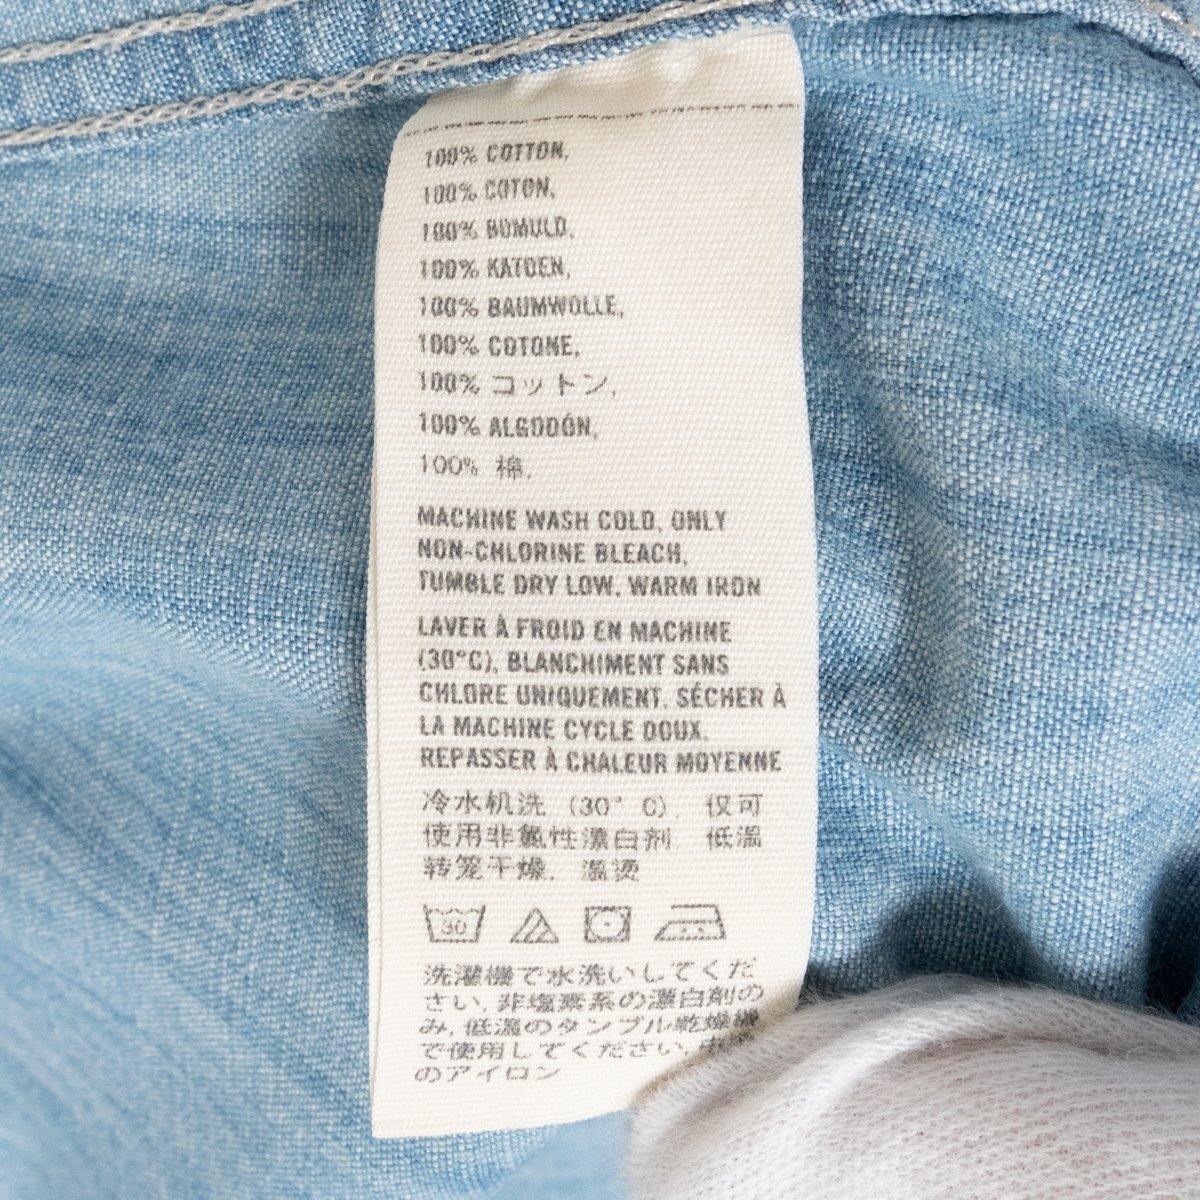 100% COTTON,
100% COTON,
100% BOMULD,
100% KATOEN,
100% BAUMWOLLE,
100% COTONE,
100% コットン,
100% ALGODÓN,
100% 棉,
MACHINE WASH COLD, ONLY
NON-CHLORINE BLEACH,
TUMBLE DRY LOW, WARM IRON
LAVER À FROID EN MACHINE
(30°C), BLANCHIMENT SANS
CHLORE UNIQUEMENT, SÉCHER À
LA MACHINE CYCLE DOUX,
REPASSER À CHALEUR MOYENNE
冷水机洗 (30° C), 仅可
使用非氯性漂白剂, 低温
转笼干燥, 温烫
30
洗濯機で水洗いしてくだ
さい, 非塩素系の漂白剤の
み, 低温のタンブル乾燥機
で使用してください,
のアイロン